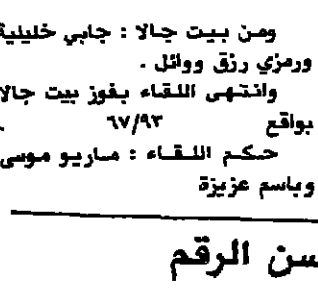 ومن بيت جالا : جابي خليلية
ورمزي رزق ووائل .
وانتهى اللقاء بفوز بيت جالا
بواقع ٦٧/٩٣ .
حكم اللقاء : ماريو موسى
وباسم عزيزة
سن الرقم